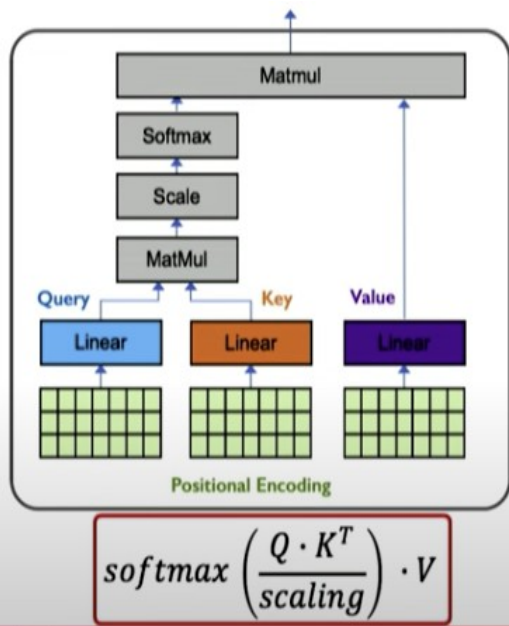 Matmul
Softmax
Scale
MatMul
Query Key Value
Linear Linear Linear
Positional Encoding
softmax (Q · K^T / scaling) · V